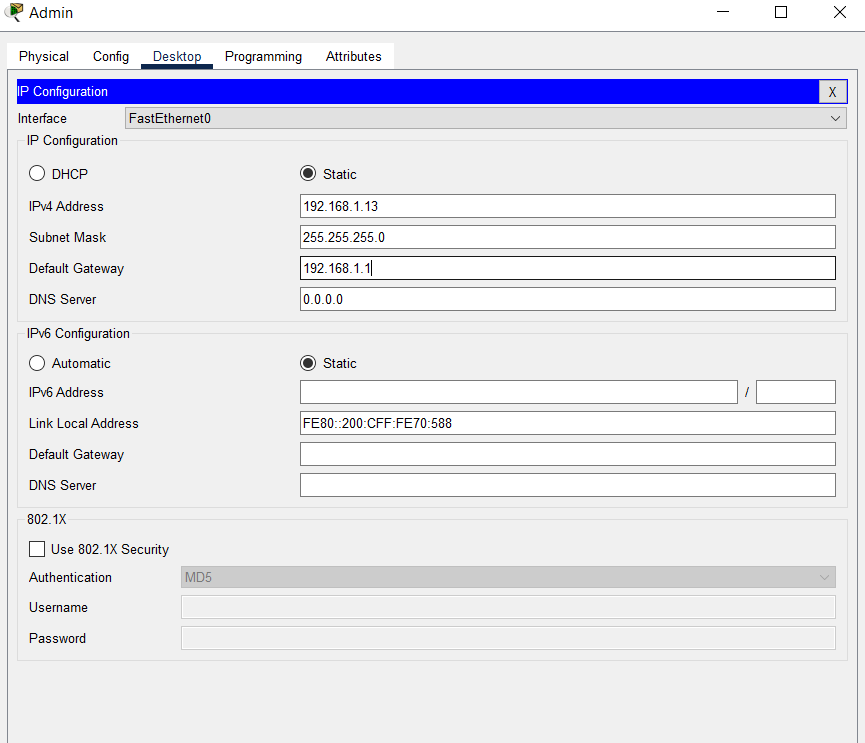 Admin
Physical Config Desktop Programming Attributes
IP Configuration X
Interface FastEthernet0
IP Configuration
DHCP Static
IPv4 Address 192.168.1.13
Subnet Mask 255.255.255.0
Default Gateway 192.168.1.1
DNS Server 0.0.0.0
IPv6 Configuration
Automatic Static
IPv6 Address /
Link Local Address FE80::200:CFF:FE70:588
Default Gateway
DNS Server
802.1X
Use 802.1X Security
Authentication MD5
Username
Password